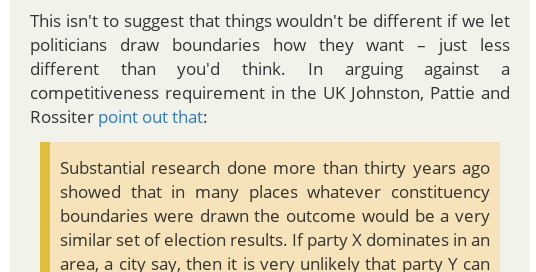 This isn't to suggest that things wouldn't be different if we let
politicians draw boundaries how they want – just less
different than you'd think. In arguing against a
competitiveness requirement in the UK Johnston, Pattie and
Rossiter point out that:
Substantial research done more than thirty years ago
showed that in many places whatever constituency
boundaries were drawn the outcome would be a very
similar set of election results. If party X dominates in an
area, a city say, then it is very unlikely that party Y can